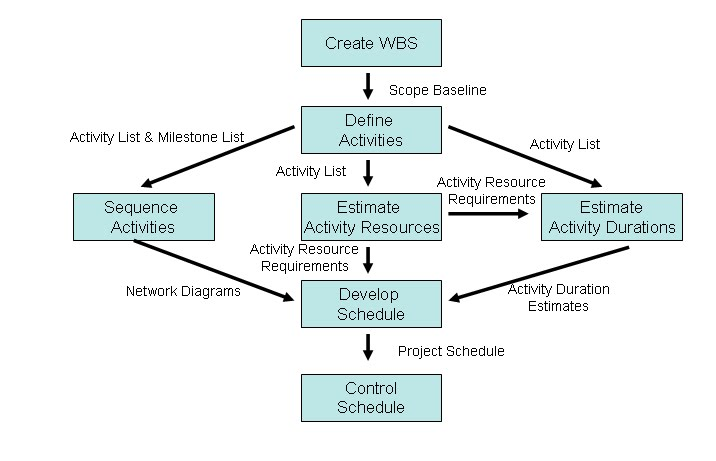 Create WBS
Scope Baseline
Define
Activities
Activity List & Milestone List
Activity List
Activity List
Activity Resource
Requirements
Sequence
Activities
Estimate
Activity Resources
Estimate
Activity Durations
Activity Resource
Requirements
Network Diagrams
Develop
Schedule
Activity Duration
Estimates
Project Schedule
Control
Schedule